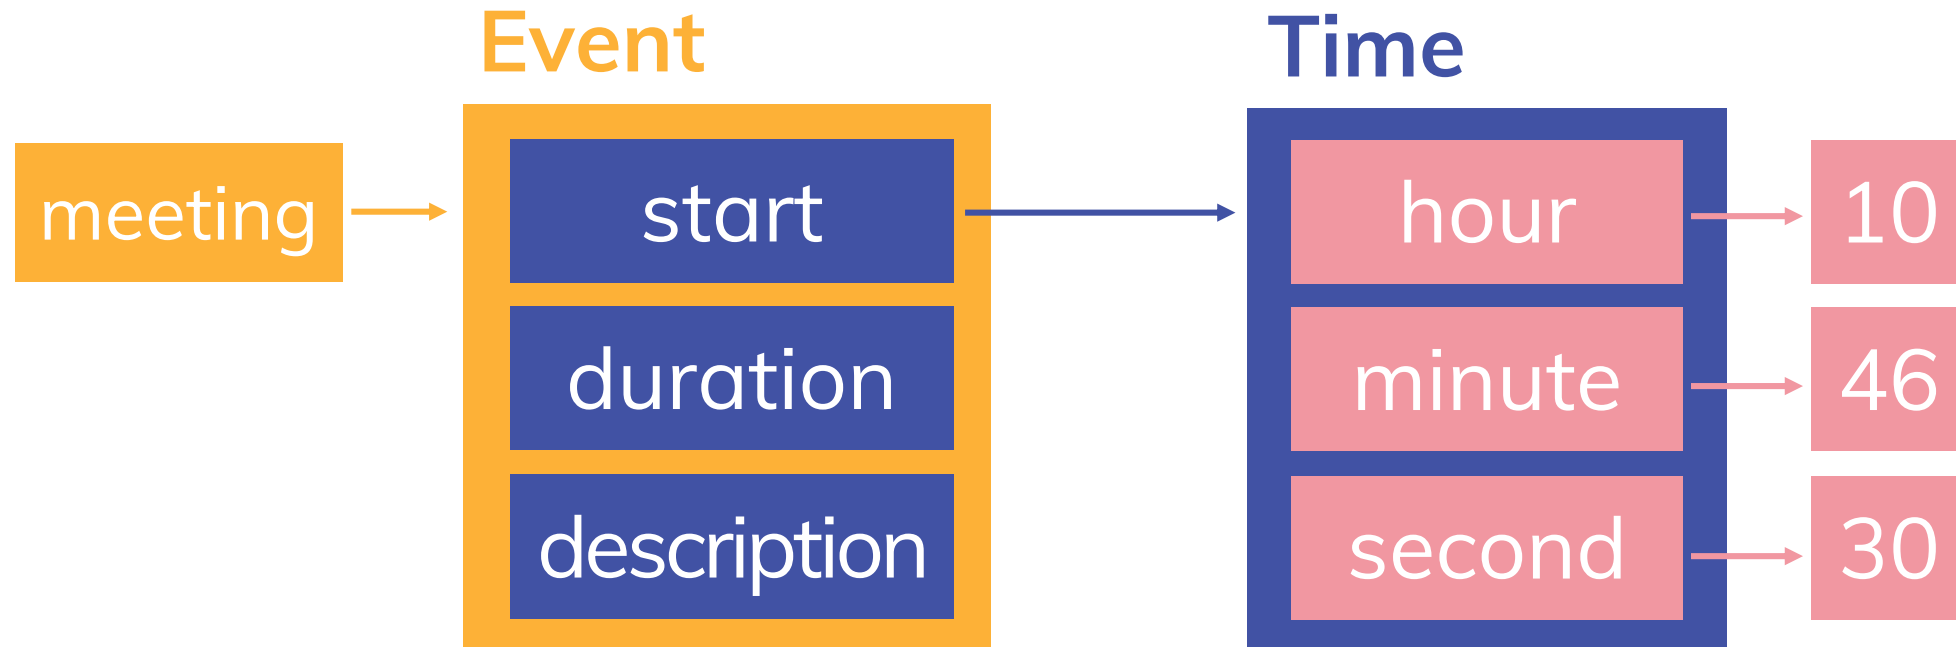 Event
Time
meeting
start
duration
description
hour
minute
second
10
46
30